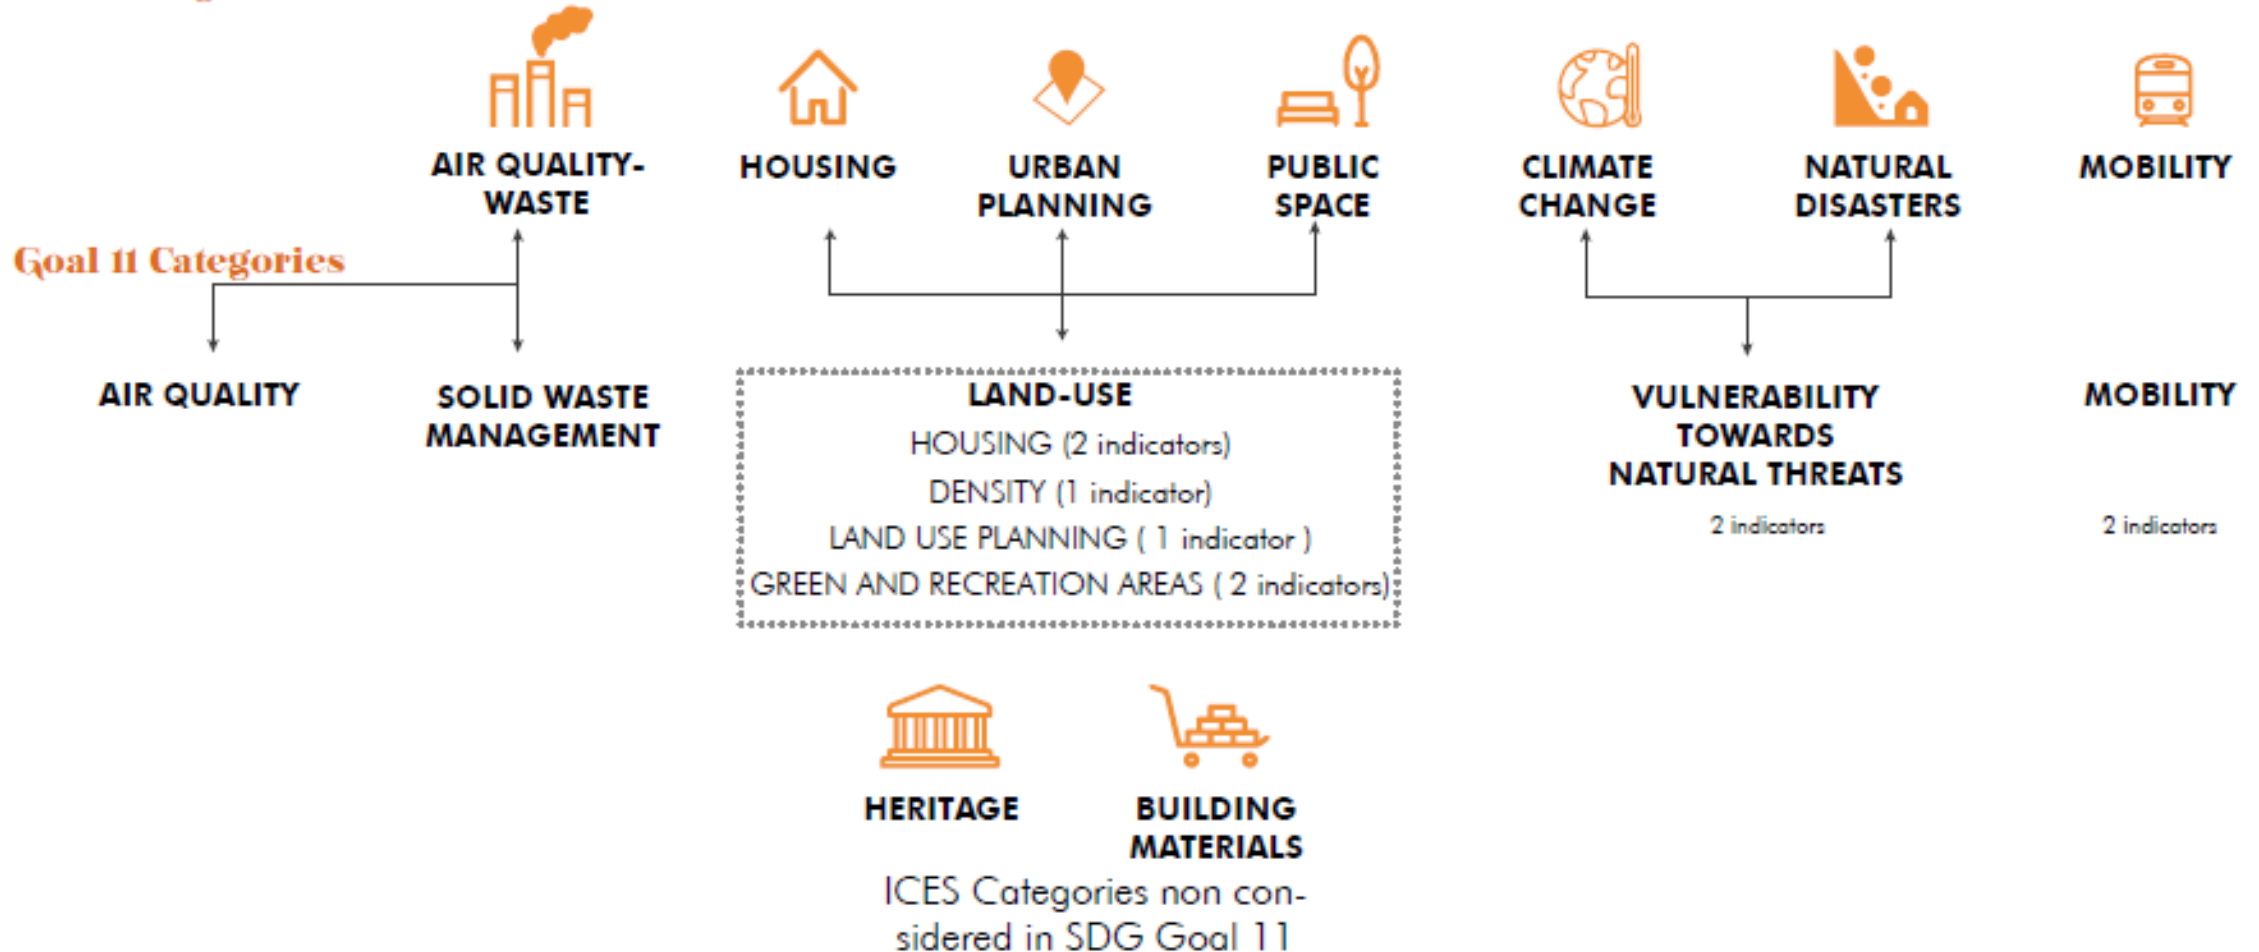 AIR QUALITY-
WASTE
HOUSING
URBAN
PLANNING
PUBLIC
SPACE
CLIMATE
CHANGE
NATURAL
DISASTERS
MOBILITY
Goal 11 Categories
AIR QUALITY
SOLID WASTE
MANAGEMENT
LAND-USE
HOUSING (2 indicators)
DENSITY (1 indicator)
LAND USE PLANNING ( 1 indicator )
GREEN AND RECREATION AREAS ( 2 indicators)
VULNERABILITY
TOWARDS
NATURAL THREATS
2 indicators
MOBILITY
2 indicators
HERITAGE
BUILDING
MATERIALS
ICES Categories non con-
sidered in SDG Goal 11